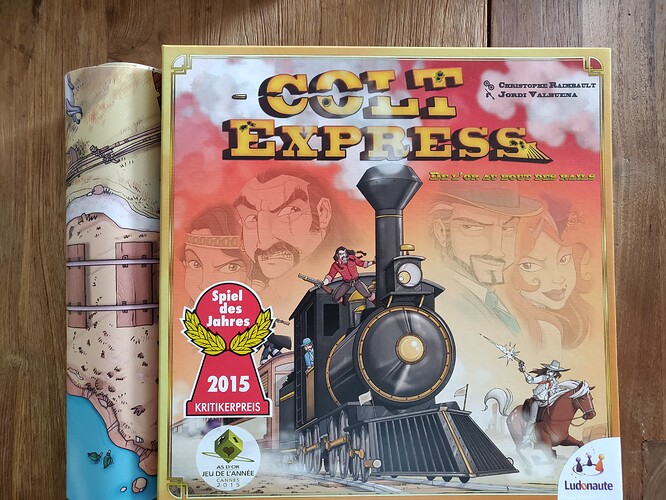 COLT
EXPRESS
CHRISTOPHE RAIMBAULT
JORDI VALBUENA
DE L'OR AU BOUT DES RAILS
Spiel
des
Jahres
2015
KRITIKERPREIS
AS D'OR
JEU DE L'ANNÉE
CANNES
2015
Ludonaute